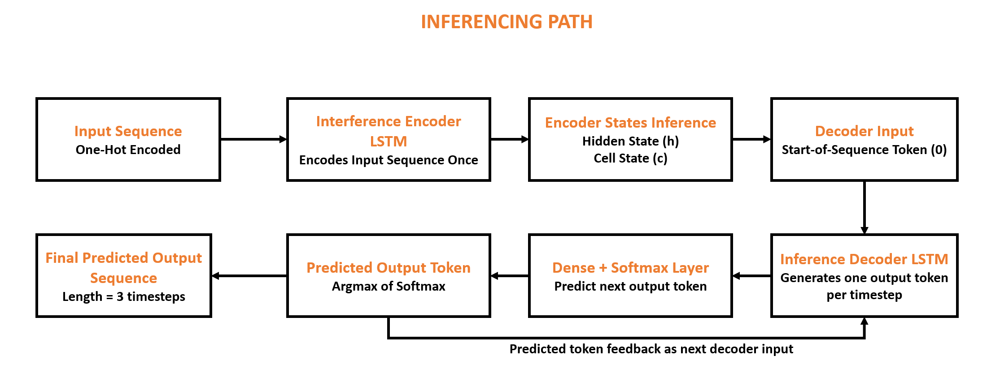 INFERENCING PATH
Input Sequence
One-Hot Encoded
Interference Encoder
LSTM
Encodes Input Sequence Once
Encoder States Inference
Hidden State (h)
Cell State (c)
Decoder Input
Start-of-Sequence Token (0)
Final Predicted Output
Sequence
Length = 3 timesteps
Predicted Output Token
Argmax of Softmax
Dense + Softmax Layer
Predict next output token
Inference Decoder LSTM
Generates one output token
per timestep
Predicted token feedback as next decoder input